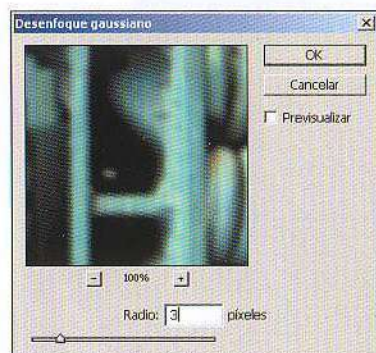 Desenfoque gaussiano
OK
Cancelar
Previsualizar
- 100% +
Radio: 3 píxeles